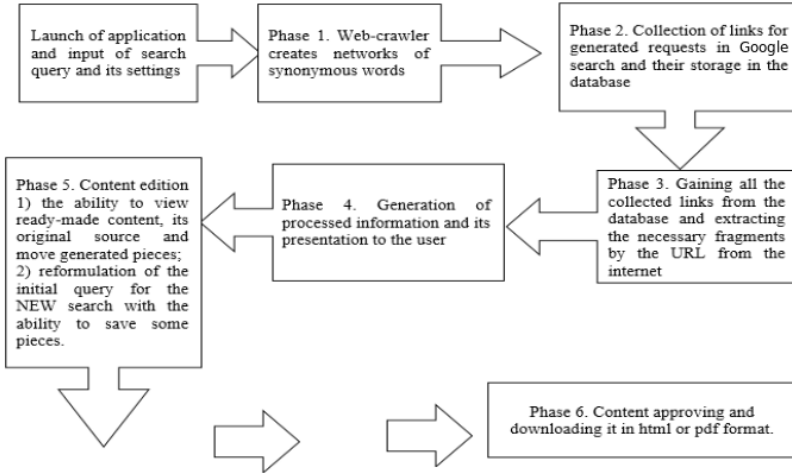 Launch of application
and input of search
query and its settings
Phase 1. Web-crawler
creates networks of
synonymous words
Phase 2. Collection of links for
generated requests in Google
search and their storage in the
database
Phase 3. Gaining all the
collected links from the
database and extracting
the necessary fragments
by the URL from the
internet
Phase 4. Generation of
processed information and its
presentation to the user
Phase 5. Content edition
1) the ability to view
ready-made content, its
original source and
move generated pieces;
2) reformulation of the
initial query for the
NEW search with the
ability to save some
pieces.
Phase 6. Content approving and
downloading it in html or pdf format.